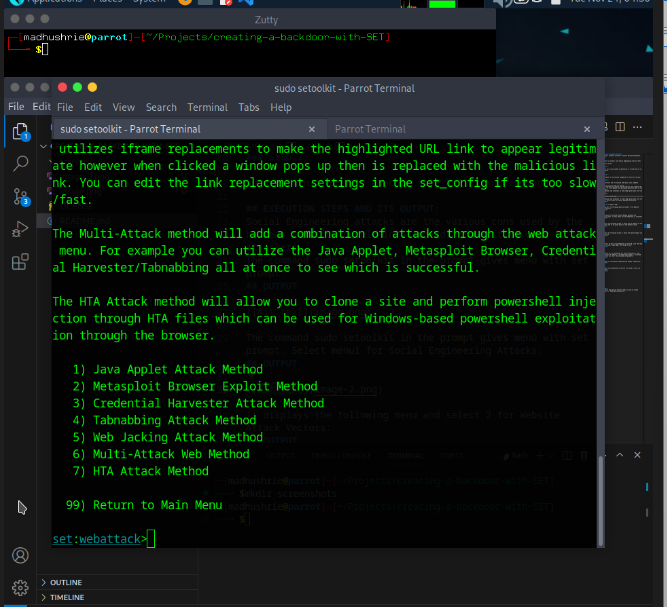 Applications Places System
Zutty
[madhushrie@parrot]-[~/Projects/creating-a-backdoor-with-SET]
$
sudo setoolkit - Parrot Terminal
File Edit
File Edit View Search Terminal Tabs Help
sudo setoolkit - Parrot Terminal × Parrot Terminal ×
utilizes iframe replacements to make the highlighted URL link to appear legitim
ate however when clicked a window pops up then is replaced with the malicious li
nk. You can edit the link replacement settings in the set_config if its too slow
/fast.
The Multi-Attack method will add a combination of attacks through the web attack
menu. For example you can utilize the Java Applet, Metasploit Browser, Credenti
al Harvester/Tabnabbing all at once to see which is successful.
The HTA Attack method will allow you to clone a site and perform powershell inje
ction through HTA files which can be used for Windows-based powershell exploitat
ion through the browser.
1) Java Applet Attack Method
2) Metasploit Browser Exploit Method
3) Credential Harvester Attack Method
4) Tabnabbing Attack Method
5) Web Jacking Attack Method
6) Multi-Attack Web Method
7) HTA Attack Method
99) Return to Main Menu
set:webattack>
OUTLINE
TIMELINE